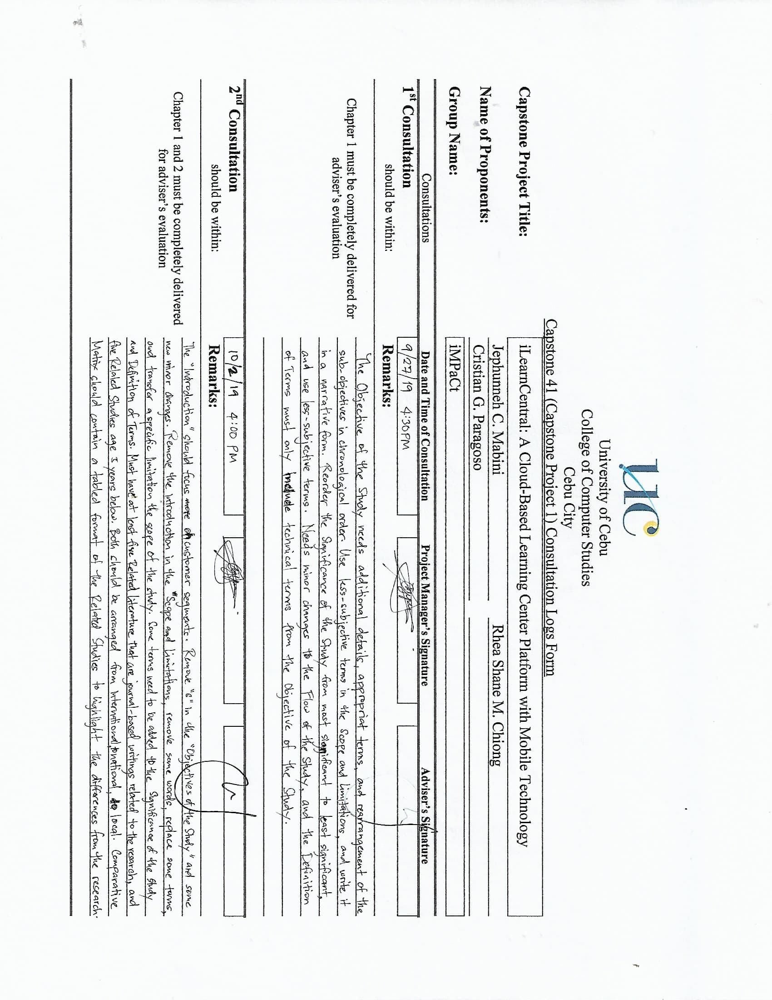 UC
University of Cebu
College of Computer Studies
Cebu City
Capstone 41 (Capstone Project 1) Consultation Logs Form
Capstone Project Title: iLearnCentral: A Cloud-Based Learning Center Platform with Mobile Technology
Name of Proponents: Jephunneh C. Mabini Rhea Shane M. Chiong
Cristian G. Paragoso
Group Name: iMPaCt
Consultations Date and Time of Consultation Project Manager's Signature Adviser's Signature
1st Consultation 9/27/19 4:30PM
should be within: Remarks:
Chapter 1 must be completely delivered for
adviser's evaluation
The Objective of the Study needs additional details, appropriat terms, and rearrangement of the
sub-objectives in chronological order. Use less-subjective terms in the Scope and Limitations, and write it
in a narrative form. Reorder the Significance of the Study from most significant to least significant,
and use less-subjective terms. Needs minor changes to the Flow of the Study, and the Definition
of Terms must only include technical terms from the Objective of the Study.
2nd Consultation 10/2/19 4:00 PM
should be within: Remarks:
Chapter 1 and 2 must be completely delivered
for adviser's evaluation
The "Indroduction" should focus more on customer segments. Remove "s" in the "Objectives of the Study" and some
new minor changes. Remove the introduction in the "Scope and Limitations, remove some words, replace some terms,
and transfer a specific limitation the scope of the study. Some terms need to be added to the Significance of the Study
and Definition of Terms. Must have at least five Related Literature that are journal-based writings related to the research, and
five Related Studies age 5 years below. Both should be arranged from International, to national, to local. Comparative
Matrix should contain a tabled format of the Related Studies to highlight the differences from the research.